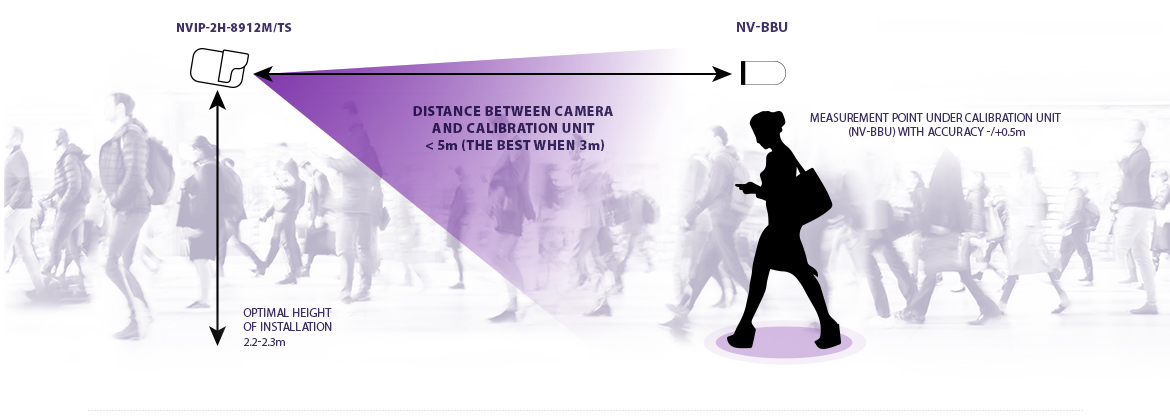 NVIP-2H-8912M/TS
NV-BBU
DISTANCE BETWEEN CAMERA
AND CALIBRATION UNIT
< 5m (THE BEST WHEN 3m)
MEASUREMENT POINT UNDER CALIBRATION UNIT
(NV-BBU) WITH ACCURACY -/+0.5m
OPTIMAL HEIGHT
OF INSTALLATION
2.2-2.3m